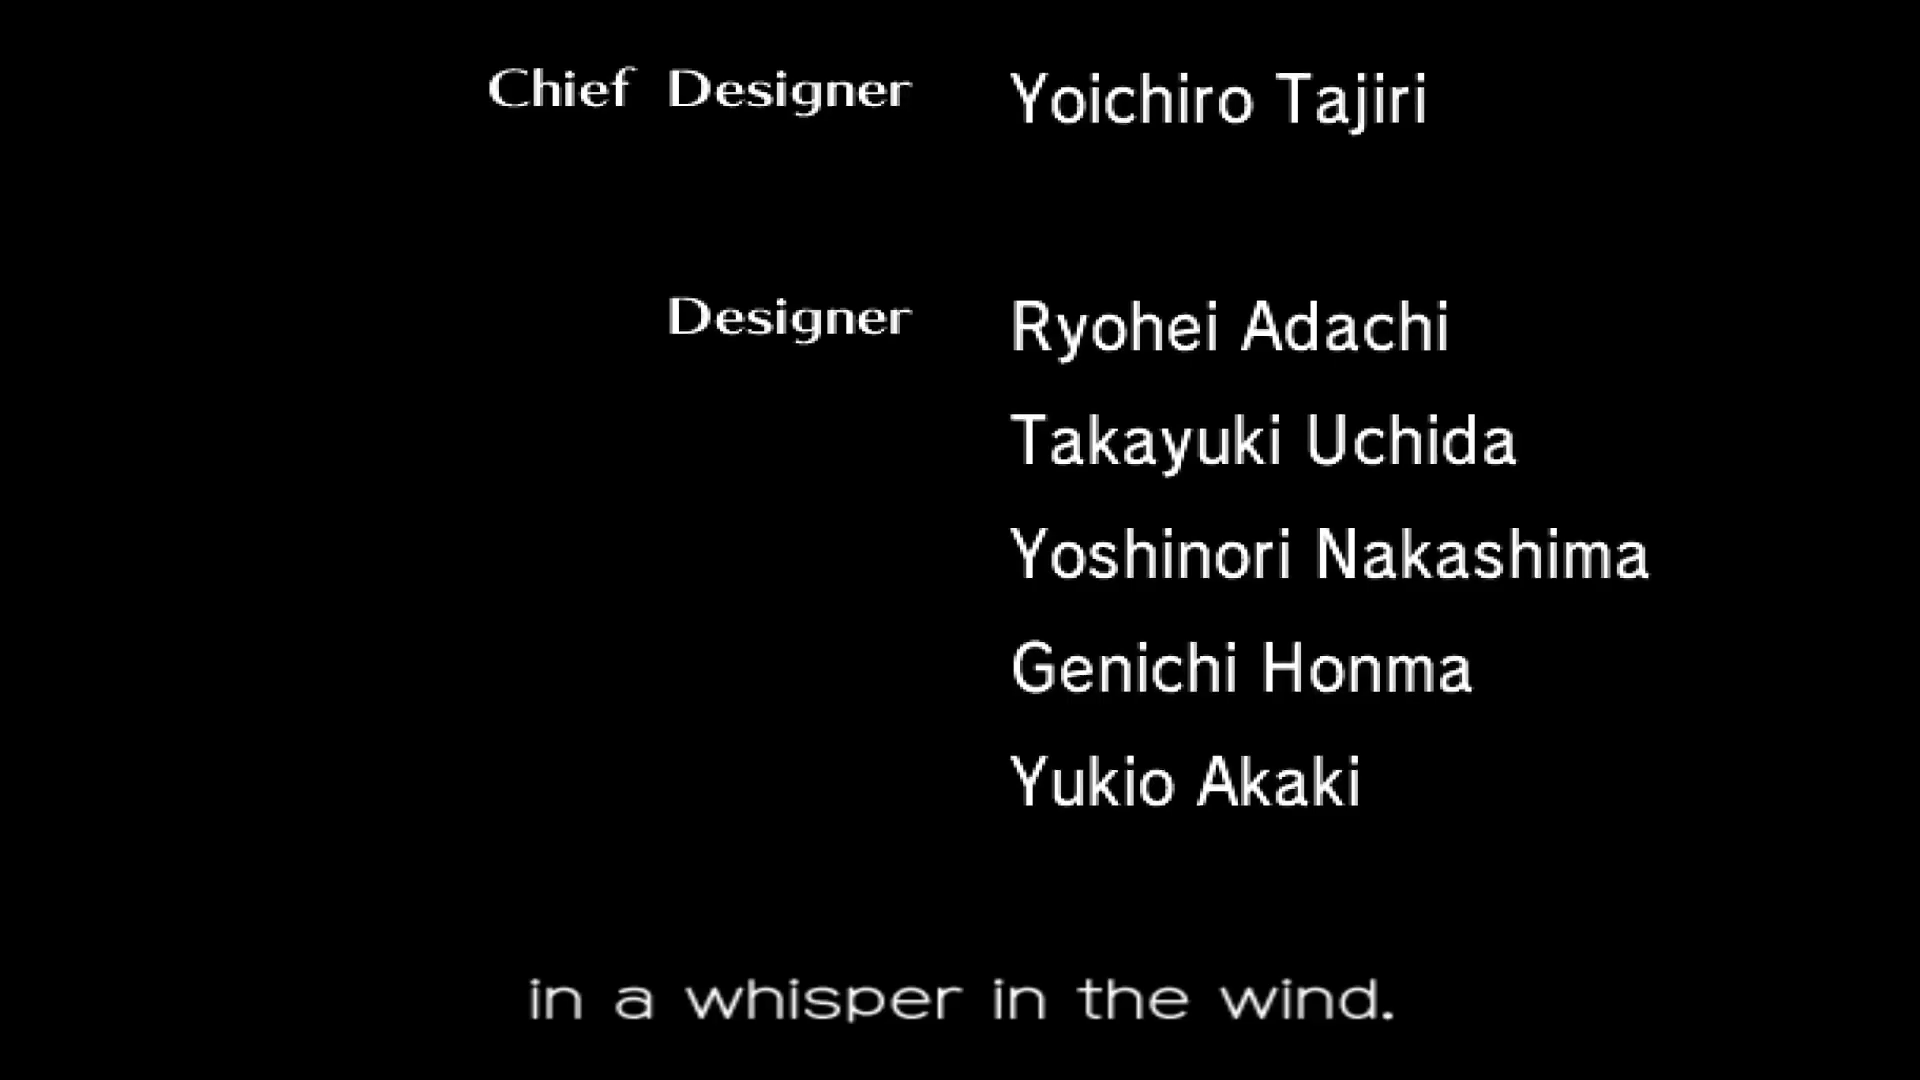 Chief Designer Yoichiro Tajiri
Designer Ryohei Adachi
Takayuki Uchida
Yoshinori Nakashima
Genichi Honma
Yukio Akaki
in a whisper in the wind.